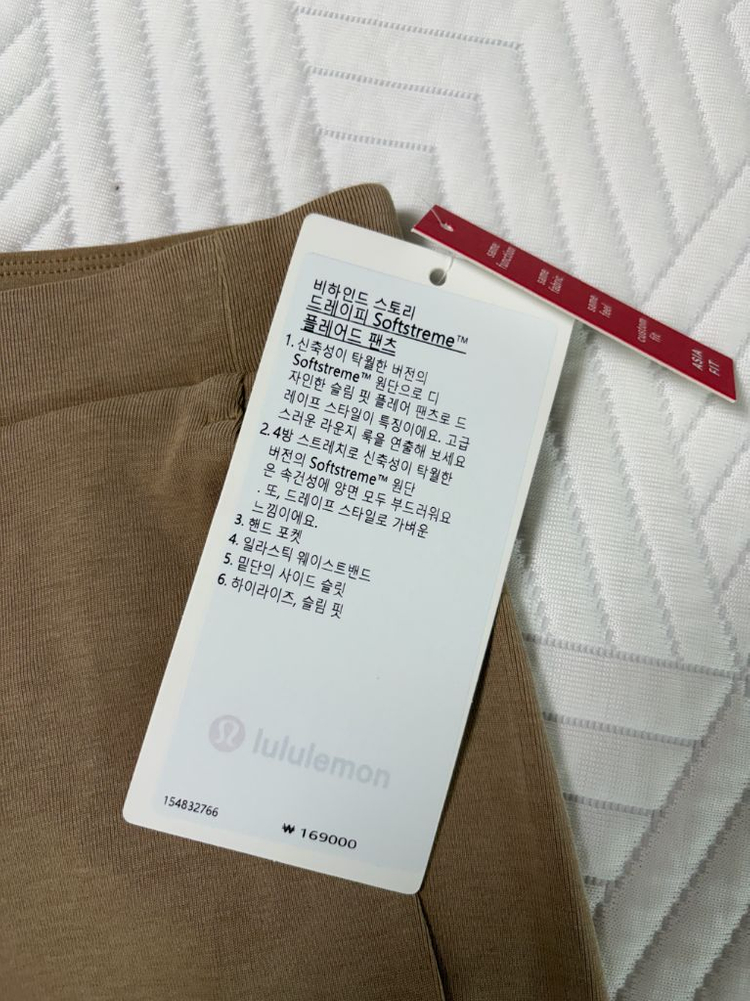 비하인드 스토리
드레이피 Softstreme™
플레어드 팬츠
1. 신축성이 탁월한 버전의
Softstreme™ 원단으로 디
자인한 슬림 핏 플레어 팬츠로 드
레이프 스타일이 특징이에요. 고급
스러운 라운지 룩을 연출해 보세요
2. 4방 스트레치로 신축성이 탁월한
버전의 Softstreme™ 원단
은 속건성에 양면 모두 부드러워요
. 또, 드레이프 스타일로 가벼운
느낌이에요.
3. 핸드 포켓
4. 일라스틱 웨이스트밴드
5. 밑단의 사이드 슬릿
6. 하이라이즈, 슬림 핏
lululemon
154832766
₩ 169000
same
function
same
fabric
same
feel
custom
fit
ASIA
FIT